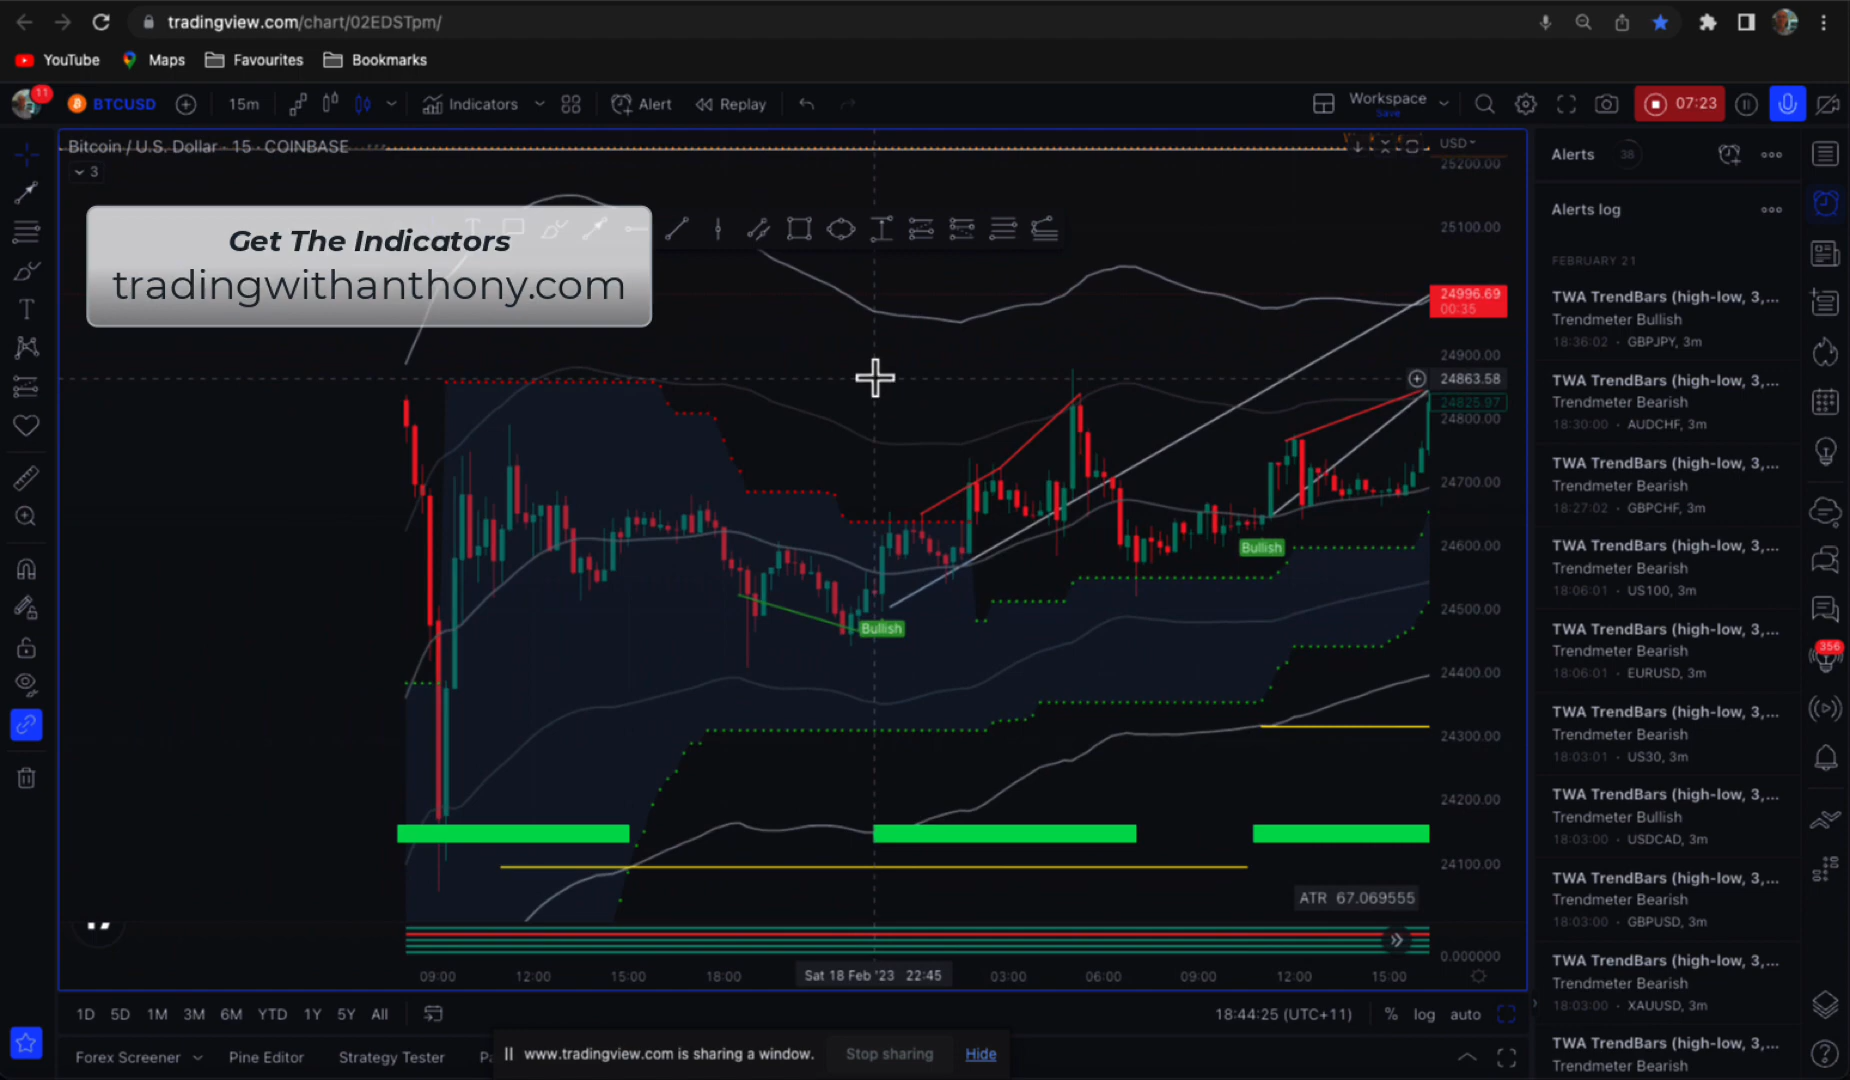 tradingview.com/chart/02EDSTpm/
YouTube Maps Favourites Bookmarks
11 BTCUSD 15m Indicators Alert Replay Workspace Save 07:23
Bitcoin / U.S. Dollar · 15 · COINBASE USD
3
Get The Indicators
tradingwithanthony.com
25200.00
25100.00
24996.69
00:35
24900.00
24863.58
24825.97
24800.00
24700.00
24600.00
24500.00
24400.00
24300.00
24200.00
24100.00
0.000000
Bullish
Bullish
ATR 67.069555
09:00 12:00 15:00 18:00 Sat 18 Feb '23 22:45 03:00 06:00 09:00 12:00 15:00
1D 5D 1M 3M 6M YTD 1Y 5Y All 18:44:25 (UTC+11) % log auto
Forex Screener Pine Editor Strategy Tester
www.tradingview.com is sharing a window. Stop sharing Hide
Alerts 38
Alerts log
FEBRUARY 21
TWA TrendBars (high-low, 3,...
Trendmeter Bullish
18:36:02 · GBPJPY, 3m
TWA TrendBars (high-low, 3,...
Trendmeter Bearish
18:30:00 · AUDCHF, 3m
TWA TrendBars (high-low, 3,...
Trendmeter Bearish
18:27:02 · GBPCHF, 3m
TWA TrendBars (high-low, 3,...
Trendmeter Bearish
18:06:01 · US100, 3m
TWA TrendBars (high-low, 3,...
Trendmeter Bearish
18:06:01 · EURUSD, 3m
TWA TrendBars (high-low, 3,...
Trendmeter Bearish
18:03:01 · US30, 3m
TWA TrendBars (high-low, 3,...
Trendmeter Bullish
18:03:00 · USDCAD, 3m
TWA TrendBars (high-low, 3,...
Trendmeter Bearish
18:03:00 · GBPUSD, 3m
TWA TrendBars (high-low, 3,...
Trendmeter Bearish
18:03:00 · XAUUSD, 3m
TWA TrendBars (high-low, 3,...
Trendmeter Bearish
356